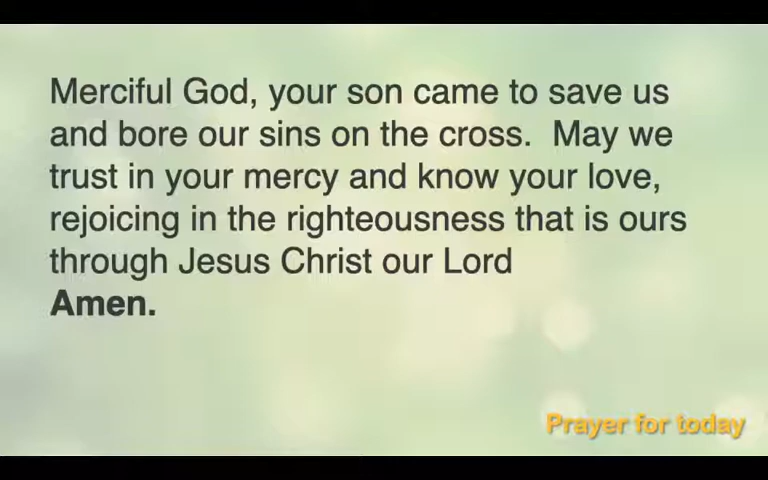 Merciful God, your son came to save us
and bore our sins on the cross.  May we
trust in your mercy and know your love,
rejoicing in the righteousness that is ours
through Jesus Christ our Lord
Amen.
Prayer for today